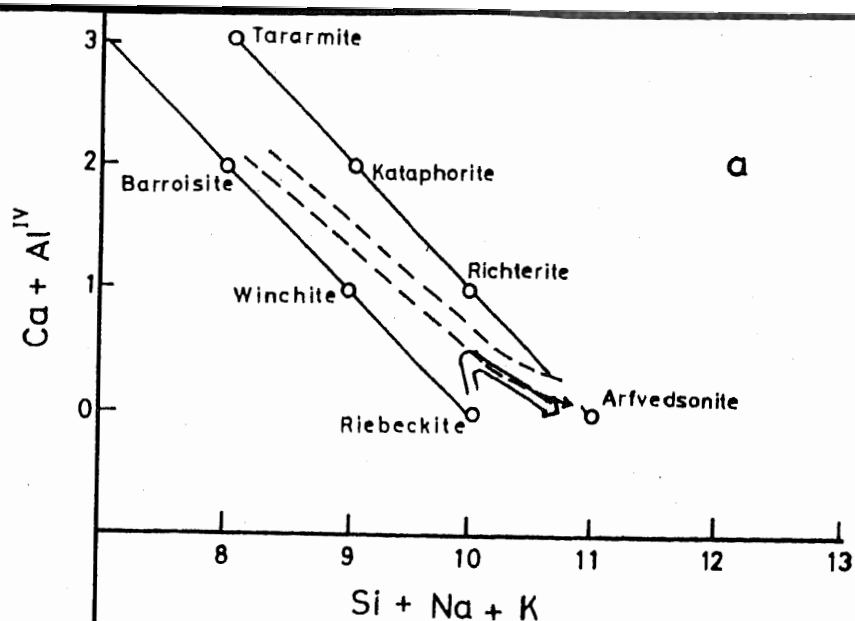 3
Tararmite
a
2
Kataphorite
Barroisite
Ca + Al^IV
Richterite
1
Winchite
Arfvedsonite
0
Riebeckite
8 9 10 11 12 13
Si + Na + K